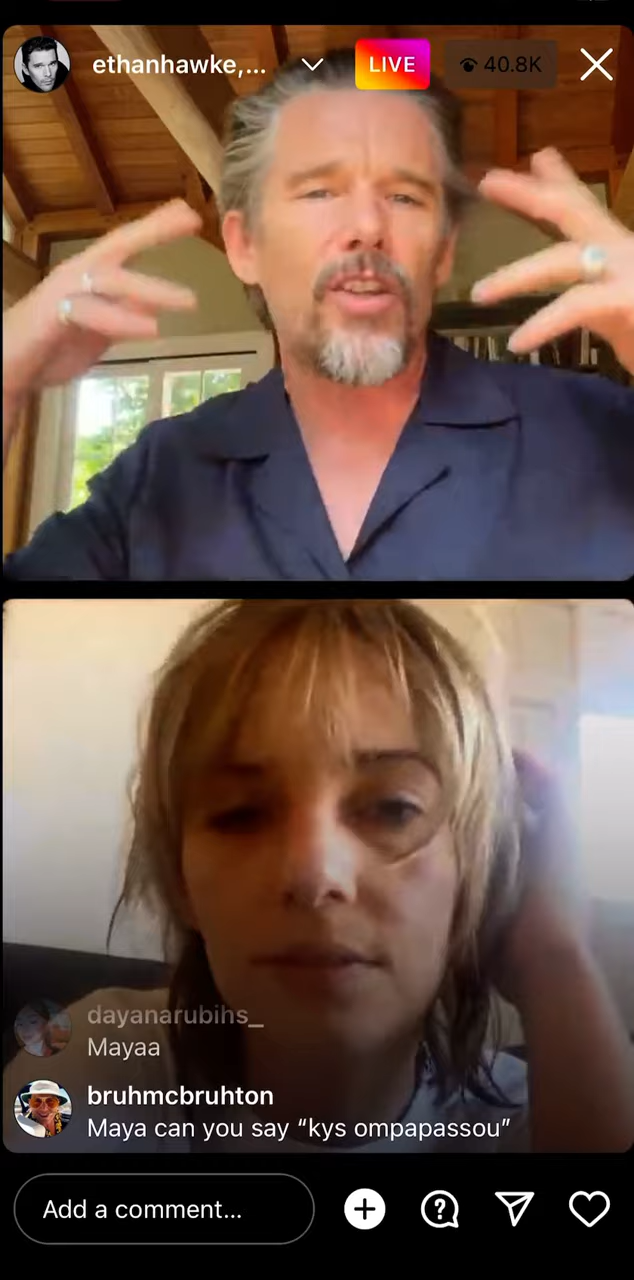 ethanhawke,...
LIVE
40.8K
dayanarubihs_
Mayaa
bruhmcbruhton
Maya can you say “kys ompapassou”
Add a comment...